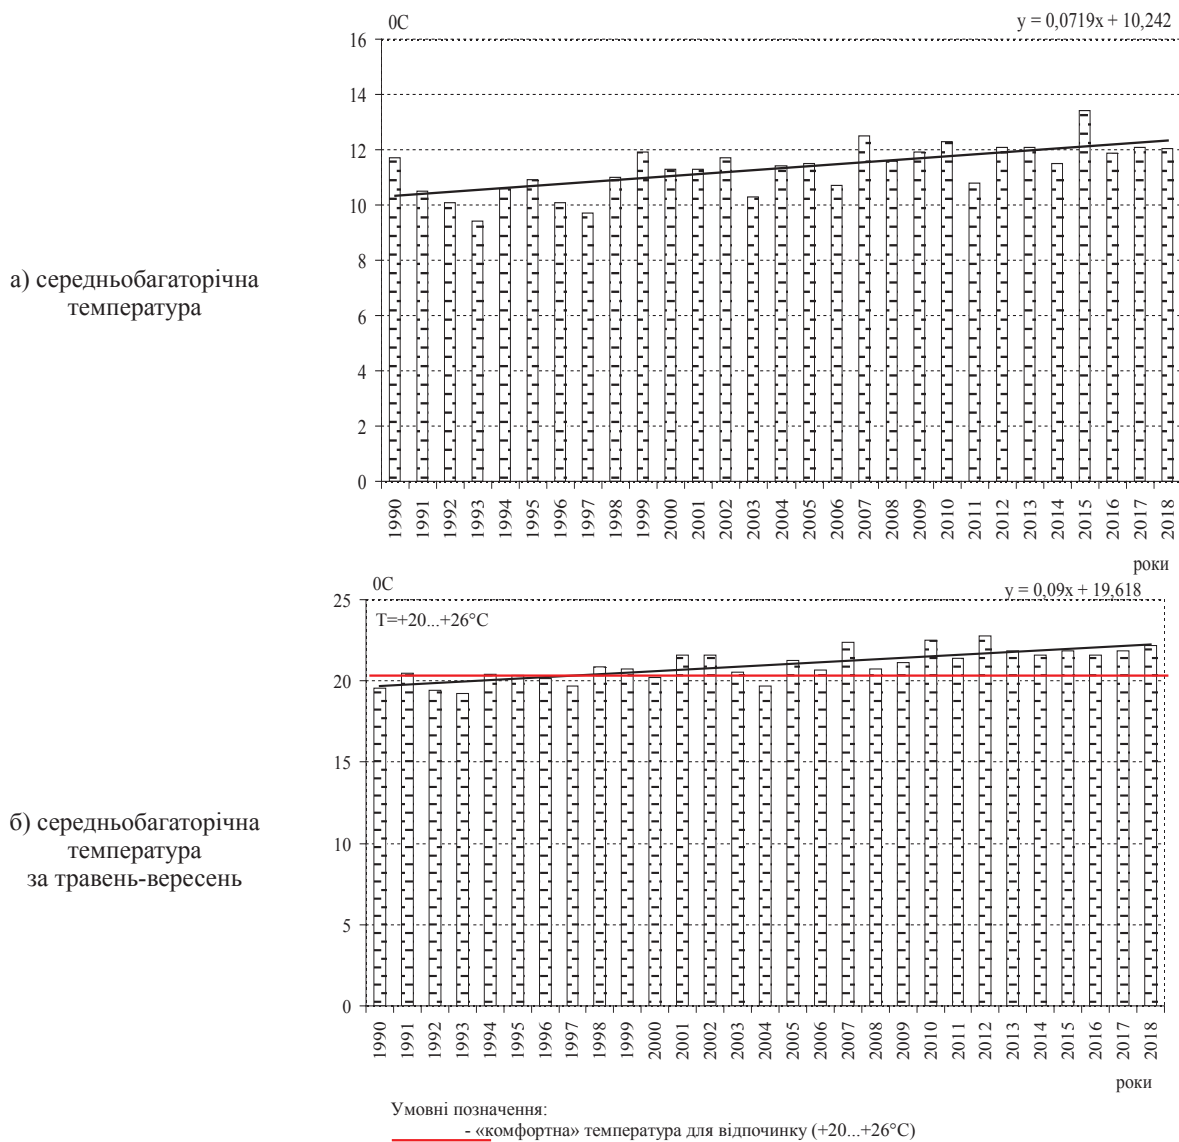 0С
y = 0,0719x + 10,242
16
14
12
10
8
6
4
2
0
1990 1991 1992 1993 1994 1995 1996 1997 1998 1999 2000 2001 2002 2003 2004 2005 2006 2007 2008 2009 2010 2011 2012 2013 2014 2015 2016 2017 2018
роки
а) середньобагаторічна
температура
0С
y = 0,09x + 19,618
Т=+20...+26°С
25
20
15
10
5
0
1990 1991 1992 1993 1994 1995 1996 1997 1998 1999 2000 2001 2002 2003 2004 2005 2006 2007 2008 2009 2010 2011 2012 2013 2014 2015 2016 2017 2018
роки
б) середньобагаторічна
температура
за травень-вересень
Умовні позначення:
- «комфортна» температура для відпочинку (+20...+26°С)